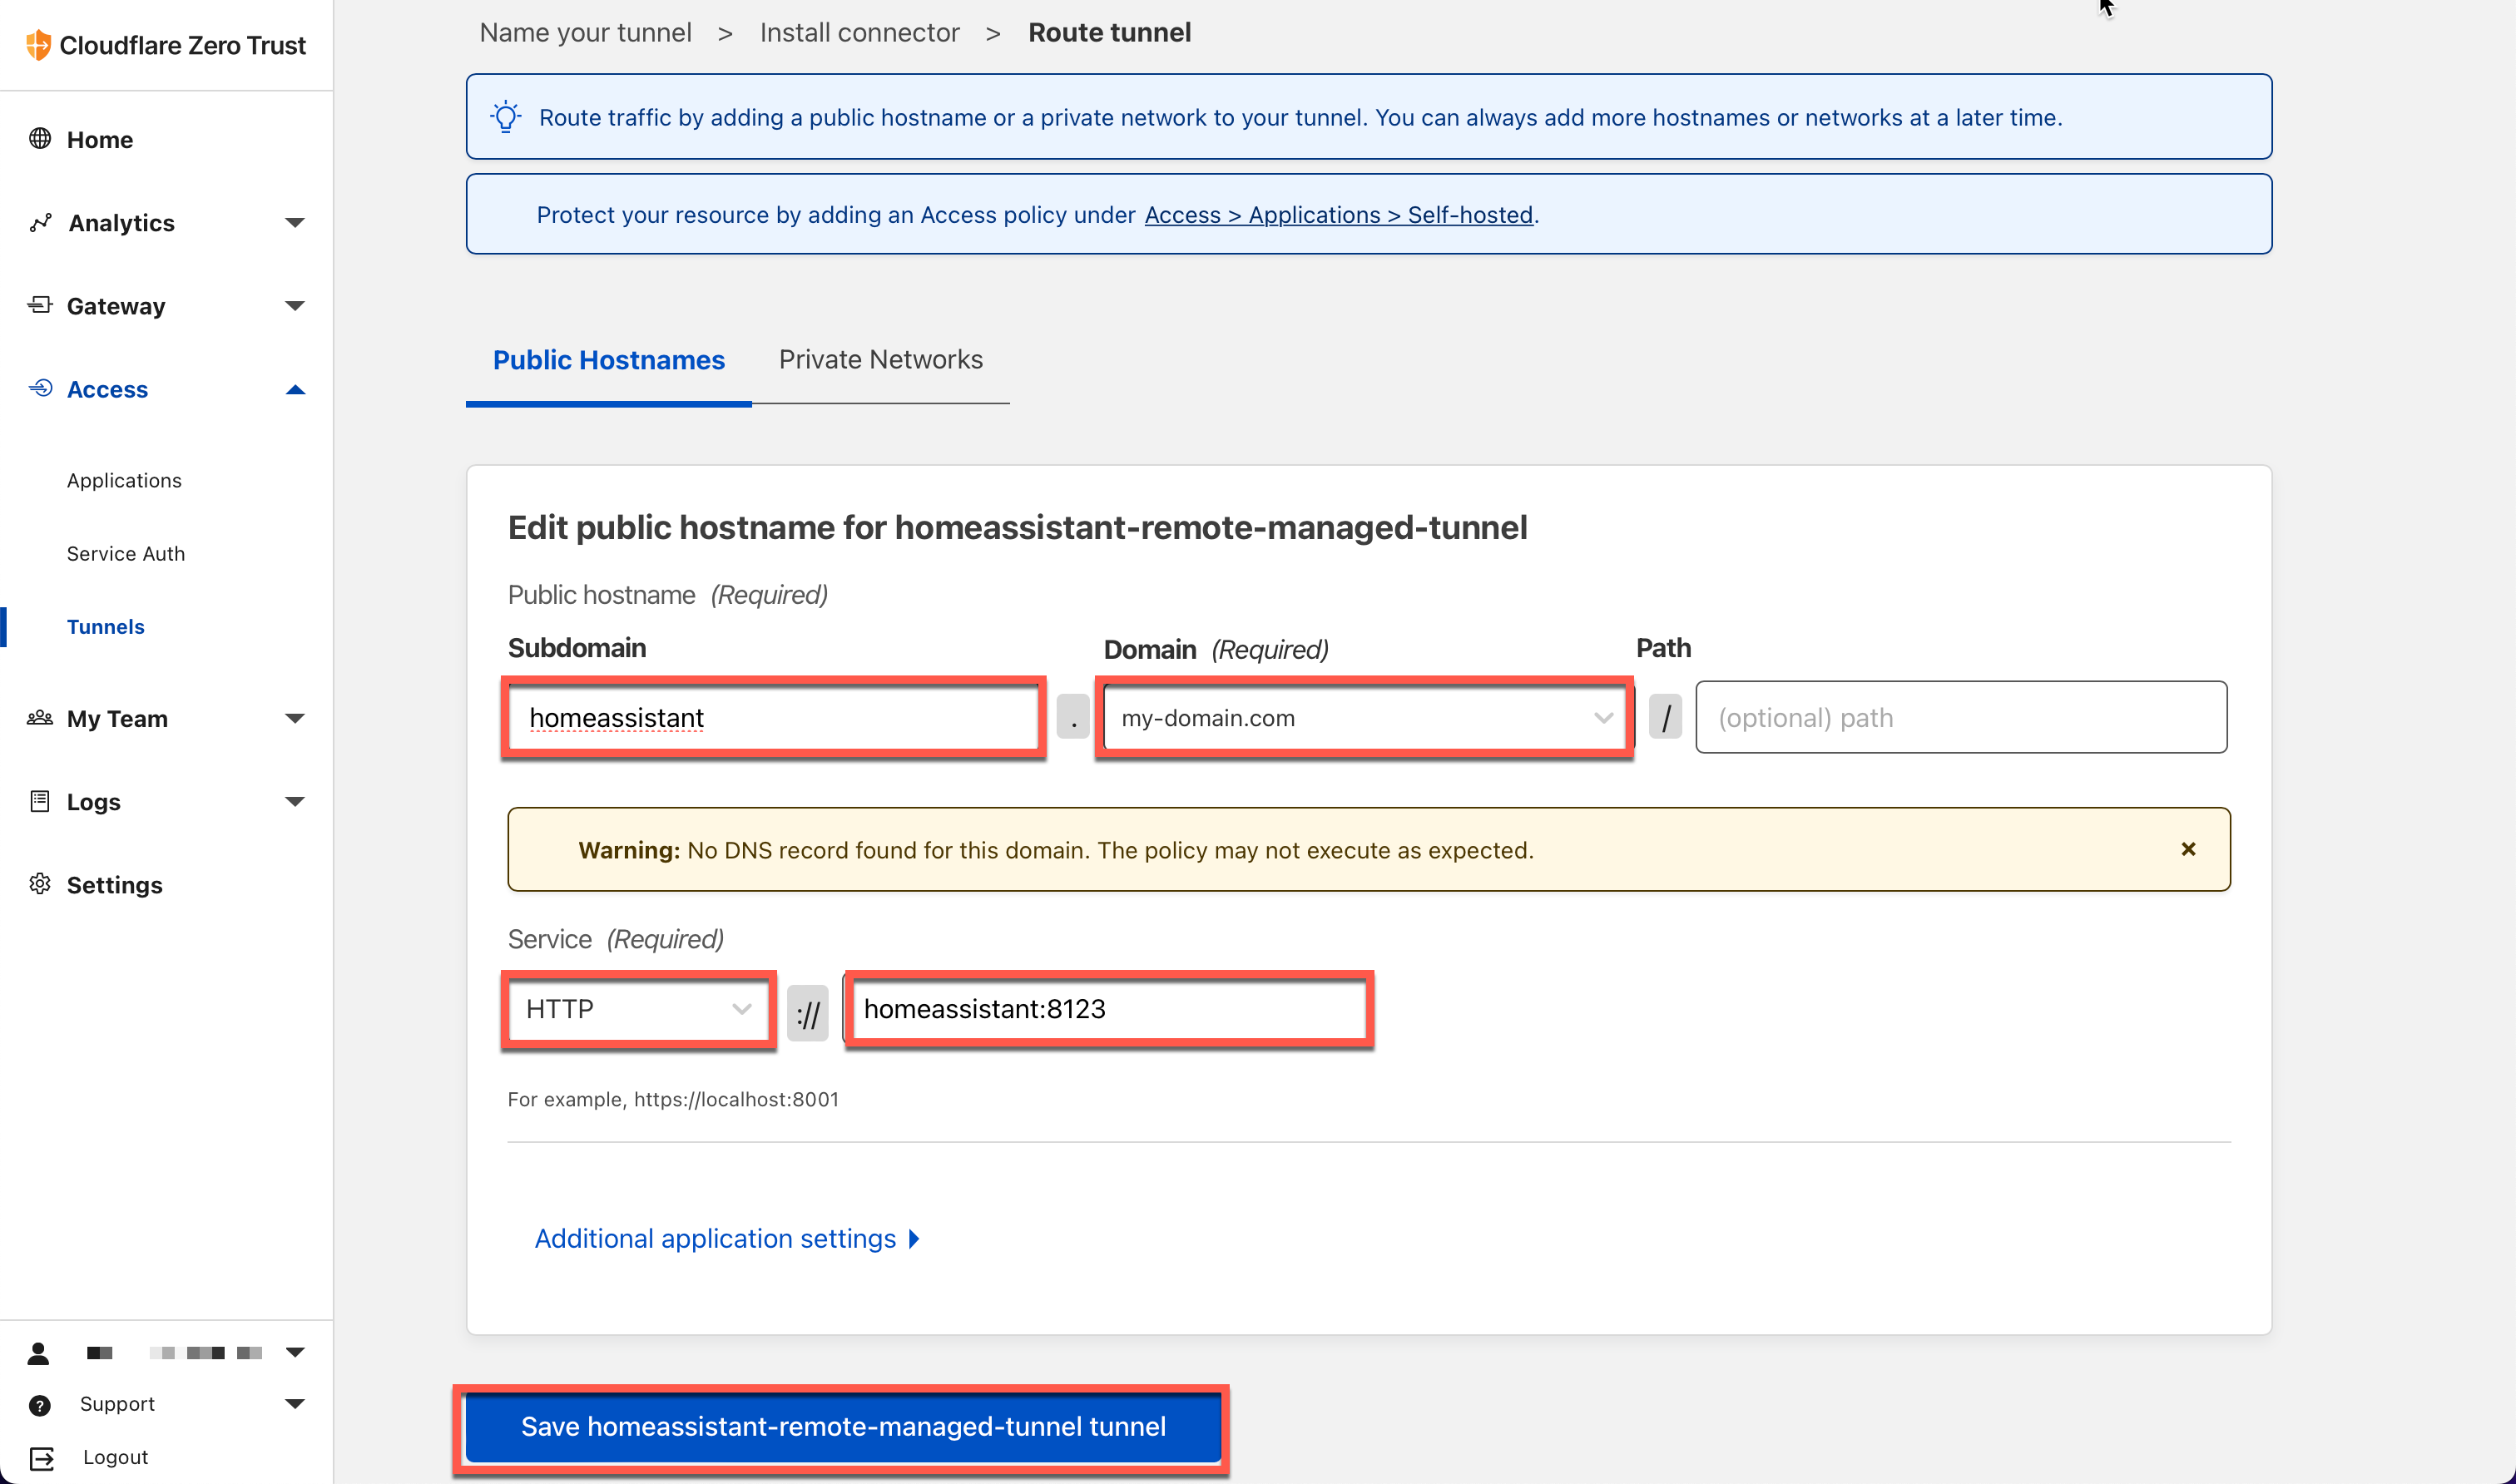 Cloudflare Zero Trust
Home
Analytics
Gateway
Access
Applications
Service Auth
Tunnels
My Team
Logs
Settings
Support
Logout
Name your tunnel > Install connector > Route tunnel
Route traffic by adding a public hostname or a private network to your tunnel. You can always add more hostnames or networks at a later time.
Protect your resource by adding an Access policy under Access > Applications > Self-hosted.
Public Hostnames Private Networks
Edit public hostname for homeassistant-remote-managed-tunnel
Public hostname (Required)
Subdomain Domain (Required) Path
homeassistant . my-domain.com / (optional) path
Warning: No DNS record found for this domain. The policy may not execute as expected. ×
Service (Required)
HTTP :// homeassistant:8123
For example, https://localhost:8001
Additional application settings
Save homeassistant-remote-managed-tunnel tunnel